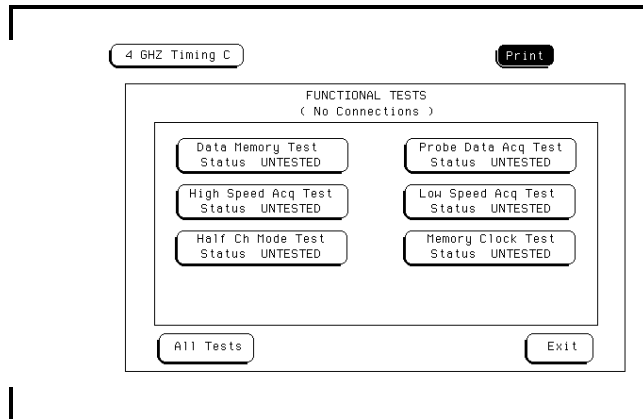 4 GHZ Timing C
Print
FUNCTIONAL TESTS
( No Connections )
Data Memory Test
Status UNTESTED
Probe Data Acq Test
Status UNTESTED
High Speed Acq Test
Status UNTESTED
Low Speed Acq Test
Status UNTESTED
Half Ch Mode Test
Status UNTESTED
Memory Clock Test
Status UNTESTED
All Tests
Exit